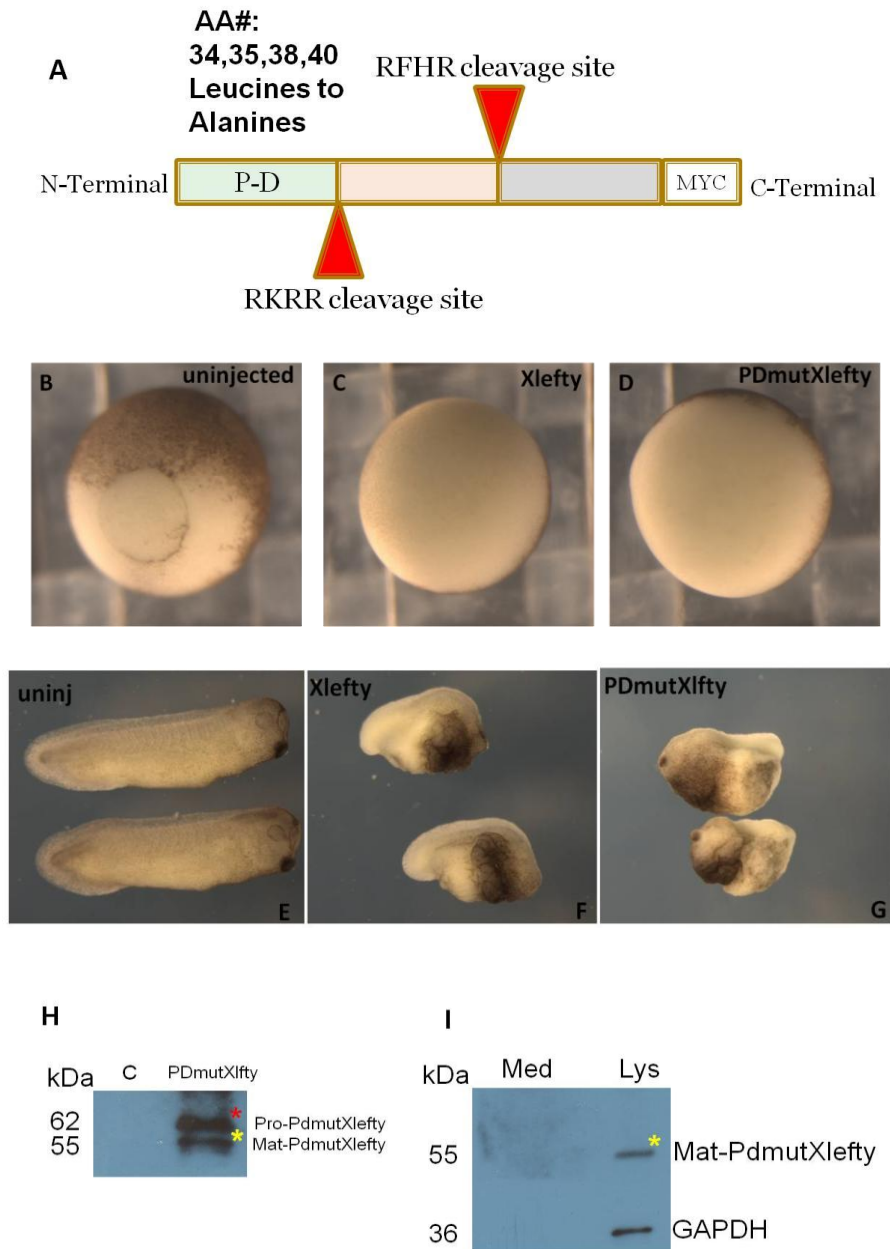 A
AA#:
34,35,38,40
Leucines to
Alanines
RFHR cleavage site
N-Terminal
P-D
MYC
C-Terminal
RKRR cleavage site
B
uninjected
C
Xlefty
D
PDmutXlefty
uninj
E
Xlefty
F
PDmutXlfty
G
H
kDa
C
PDmutXlfty
62
*
Pro-PdmutXlefty
55
*
Mat-PdmutXlefty
I
kDa
Med
Lys
55
*
Mat-PdmutXlefty
36
GAPDH